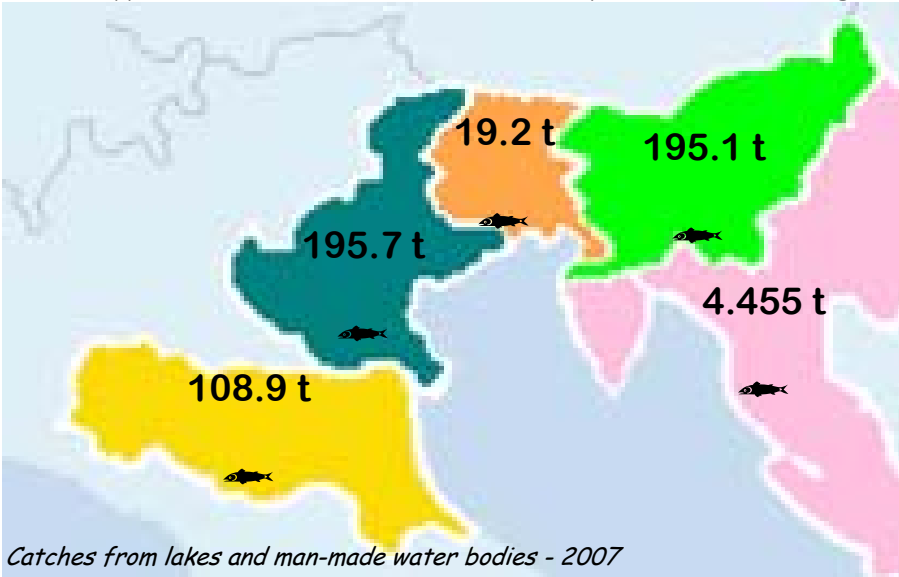 19.2 t
195.1 t
195.7 t
4.455 t
108.9 t
Catches from lakes and man-made water bodies - 2007